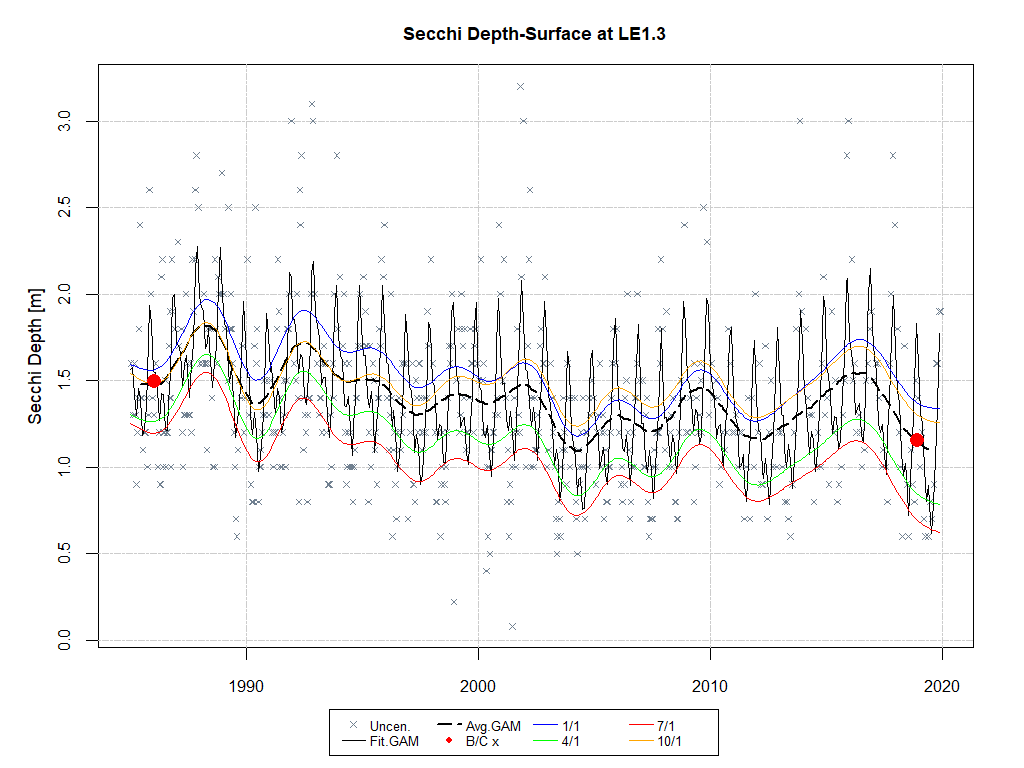 Secchi Depth-Surface at LE1.3
Secchi Depth [m]
3.0
2.5
2.0
1.5
1.0
0.5
0.0
1990 2000 2010 2020
Uncen. Avg.GAM 1/1 7/1
Fit.GAM B/C x 4/1 10/1